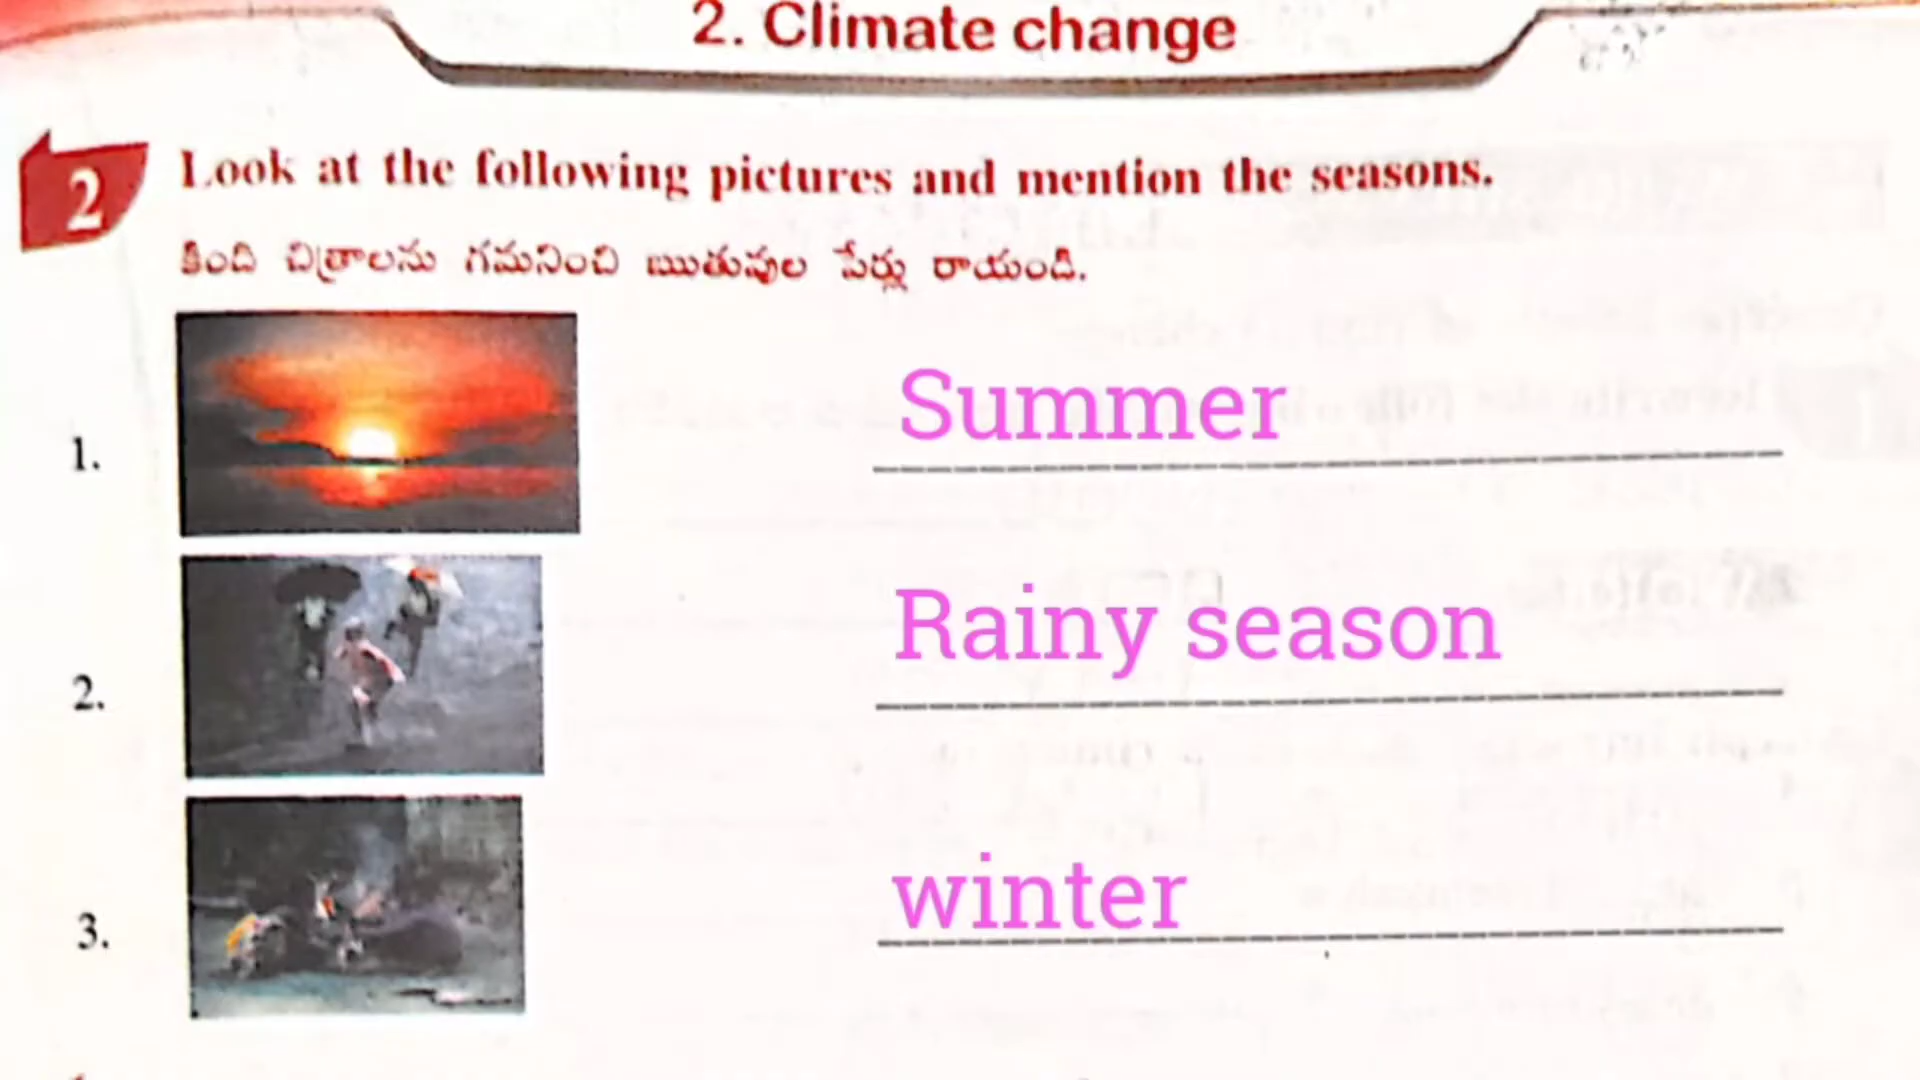 2. Climate change
2 Look at the following pictures and mention the seasons.
కింది చిత్రాలను గమనించి ఋతువుల పేర్లు రాయండి.
1. Summer
2. Rainy season
3. winter